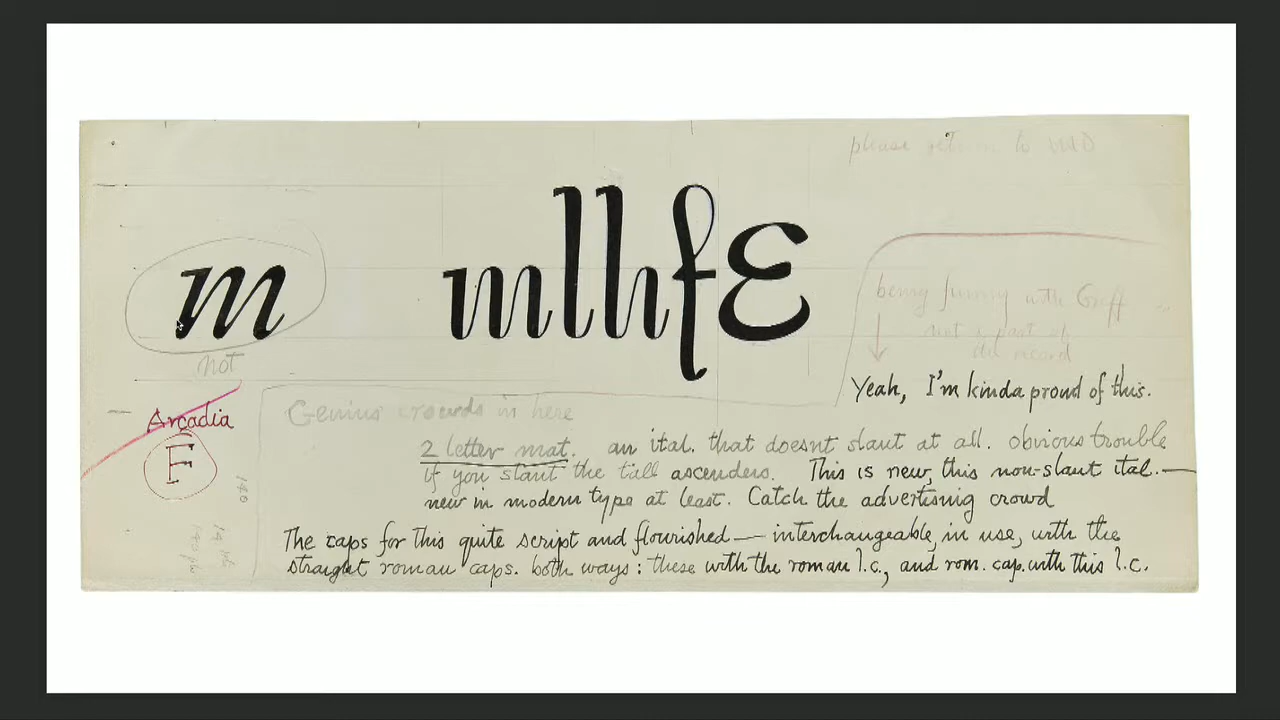 please return to WAD
m mlhfE
being funny with Griff
not a part of
the record
not
Yeah, I'm kinda proud of this.
Arcadia
E
Genius crowds in here
2 letter mat. an ital. that doesnt slant at all. obvious trouble
if you slant the tall ascenders. This is new, this non-slant ital.—
new in modern type at least. Catch the advertising crowd
140
The caps for this quite script and flourished — interchangeable, in use, with the
straight roman caps. both ways: these with the roman l.c., and rom. cap. with this l.c.